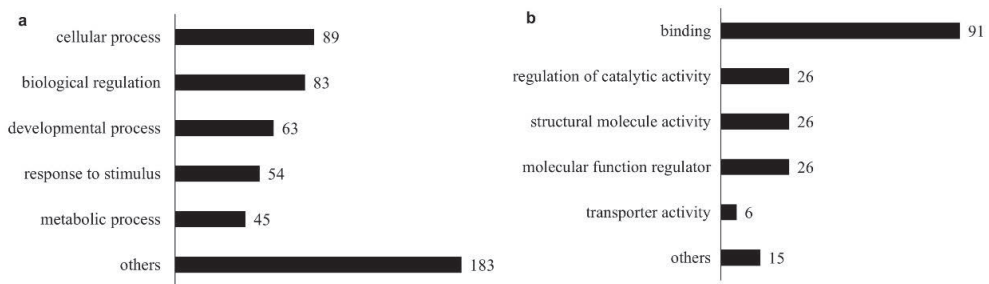 a
cellular process 89
biological regulation 83
developmental process 63
response to stimulus 54
metabolic process 45
others 183
b
binding 91
regulation of catalytic activity 26
structural molecule activity 26
molecular function regulator 26
transporter activity 6
others 15